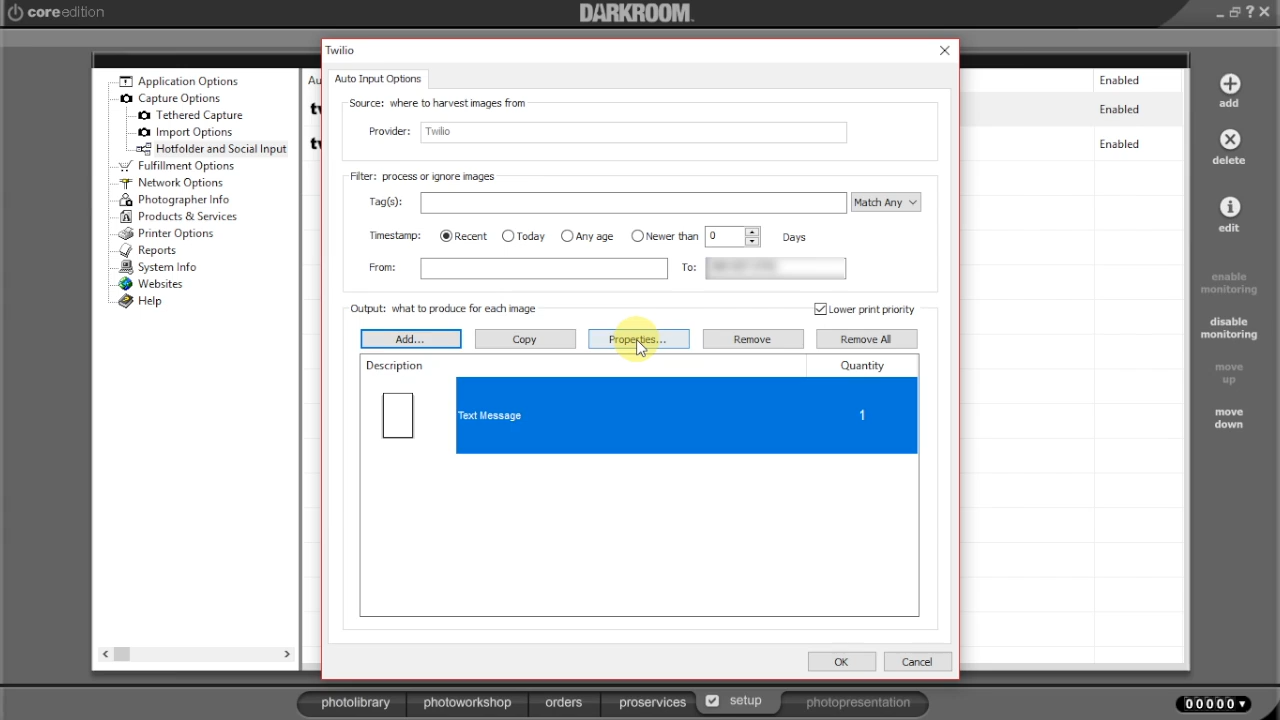 coreedition
DARKROOM
Twilio
Auto Input Options
Source: where to harvest images from
Provider: Twilio
Filter: process or ignore images
Tag(s): Match Any
Timestamp: Recent Today Any age Newer than 0 Days
From: To:
Output: what to produce for each image Lower print priority
Add... Copy Properties... Remove Remove All
Description Quantity
Text Message 1
OK Cancel
Application Options
Capture Options
Tethered Capture
Import Options
Hotfolder and Social Input
Fulfillment Options
Network Options
Photographer Info
Products & Services
Printer Options
Reports
System Info
Websites
Help
Enabled
Enabled
Enabled
add
delete
edit
enable
monitoring
disable
monitoring
move
up
move
down
photolibrary photoworkshop orders proservices setup photopresentation
00000